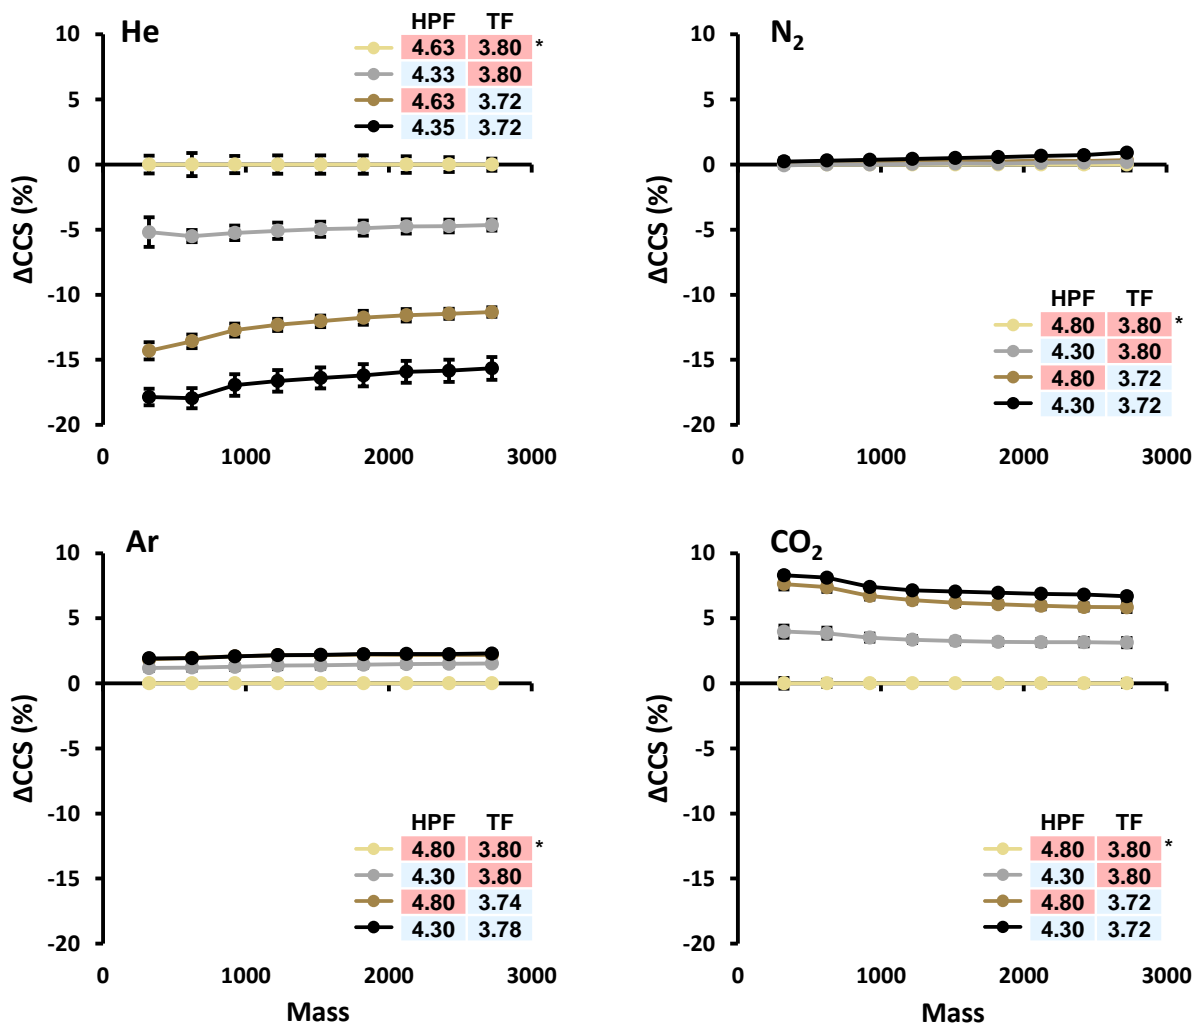 He
HPF TF
4.63 3.80 *
4.33 3.80
4.63 3.72
4.35 3.72
10
5
0
-5
-10
-15
-20
ΔCCS (%)
0 1000 2000 3000
N2
10
5
0
-5
-10
-15
-20
ΔCCS (%)
HPF TF
4.80 3.80 *
4.30 3.80
4.80 3.72
4.30 3.72
0 1000 2000 3000
Ar
10
5
0
-5
-10
-15
-20
ΔCCS (%)
HPF TF
4.80 3.80 *
4.30 3.80
4.80 3.74
4.30 3.78
0 1000 2000 3000
Mass
CO2
10
5
0
-5
-10
-15
-20
ΔCCS (%)
HPF TF
4.80 3.80 *
4.30 3.80
4.80 3.72
4.30 3.72
0 1000 2000 3000
Mass